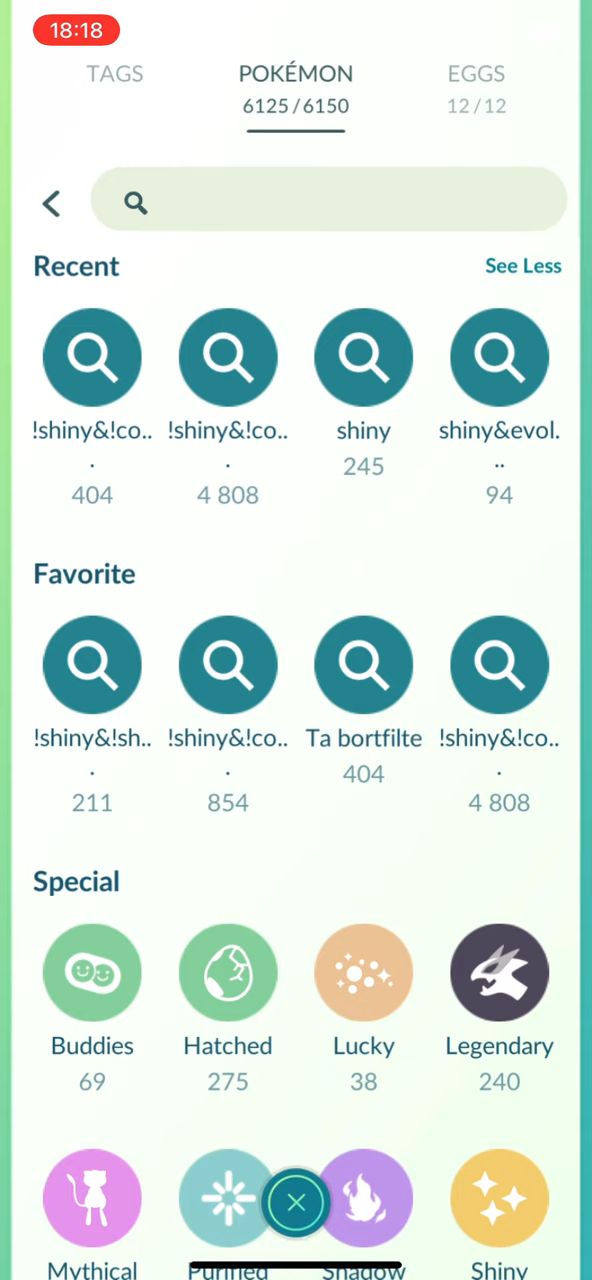 18:18
TAGS POKÉMON EGGS
6125 / 6150 12 / 12
Recent See Less
!shiny&!co... !shiny&!co... shiny shiny&evol...
404 4 808 245 94
Favorite
!shiny&!sh... !shiny&!co... Ta bortfilte !shiny&!co...
211 854 404 4 808
Special
Buddies Hatched Lucky Legendary
69 275 38 240
Mythical Purified Shadow Shiny